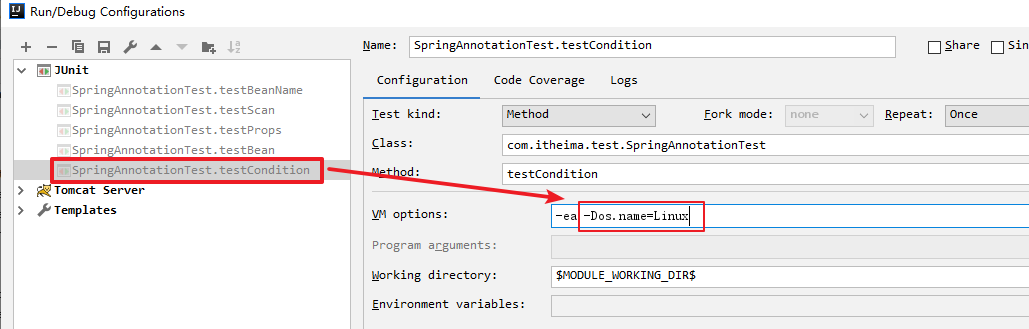 IJ Run/Debug Configurations
Name: SpringAnnotationTest.testCondition Share Sin
JUnit
SpringAnnotationTest.testBeanName
SpringAnnotationTest.testScan
SpringAnnotationTest.testProps
SpringAnnotationTest.testBean
SpringAnnotationTest.testCondition
Tomcat Server
Templates
Configuration Code Coverage Logs
Test kind: Method Fork mode: none Repeat: Once
Class: com.itheima.test.SpringAnnotationTest
Method: testCondition
VM options: -ea -Dos.name=Linux
Program arguments:
Working directory: $MODULE_WORKING_DIR$
Environment variables: